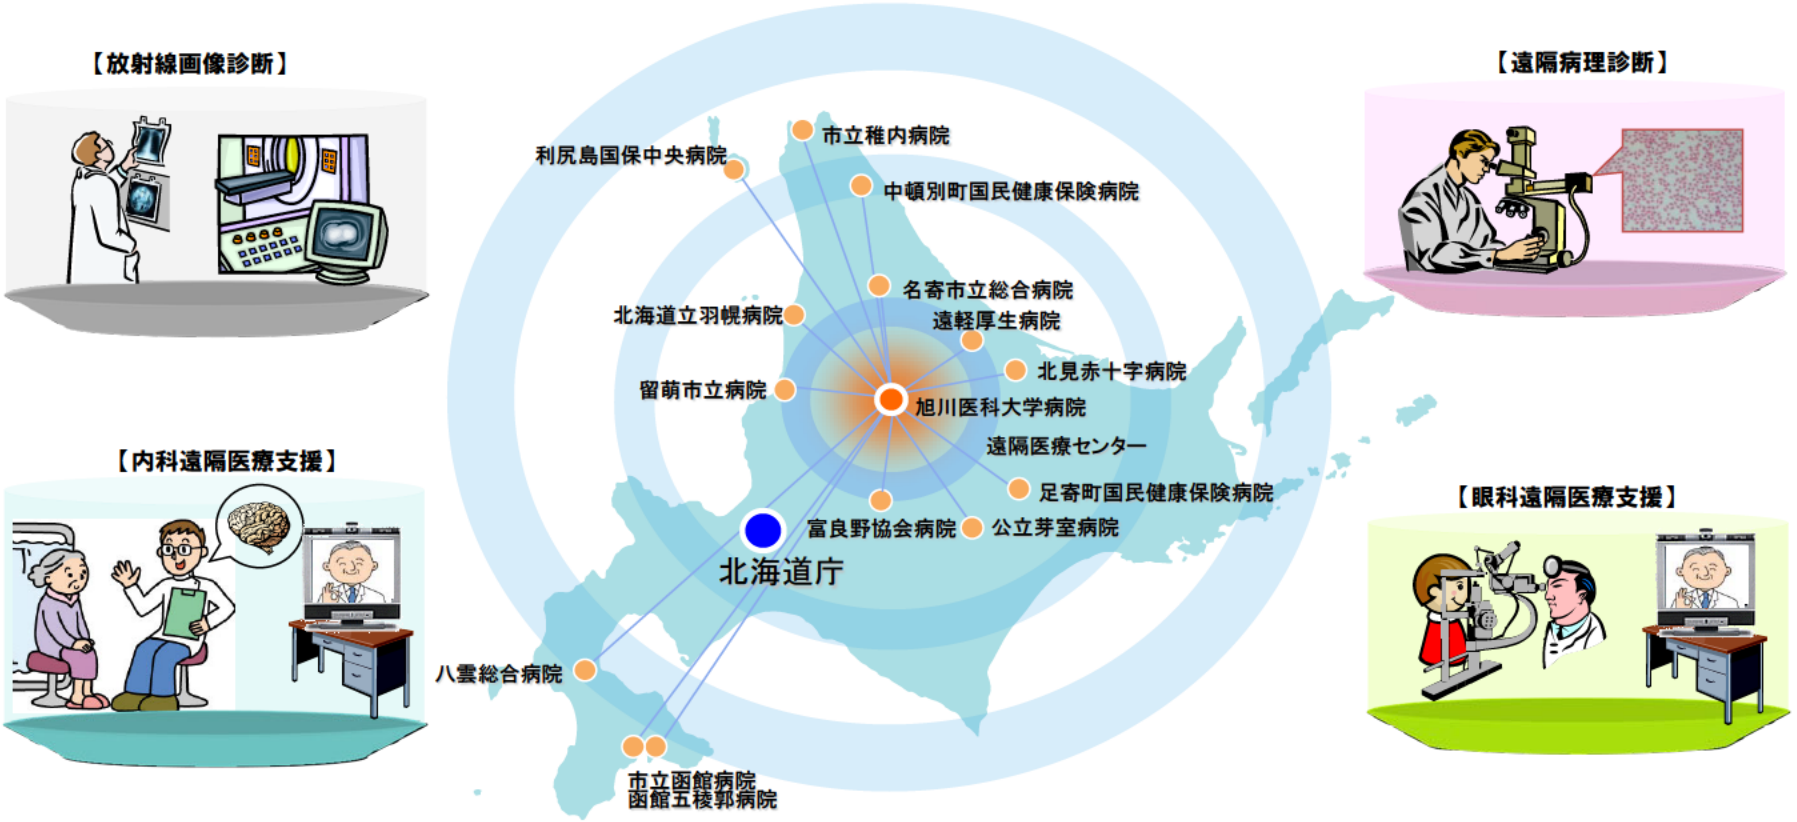 【放射線画像診断】
【遠隔病理診断】
市立稚内病院
利尻島国保中央病院
中頓別町国民健康保険病院
名寄市立総合病院
北海道立羽幌病院
遠軽厚生病院
北見赤十字病院
留萌市立病院
旭川医科大学病院
遠隔医療センター
【内科遠隔医療支援】
【眼科遠隔医療支援】
足寄町国民健康保険病院
富良野協会病院
公立芽室病院
北海道庁
八雲総合病院
市立函館病院
函館五稜郭病院